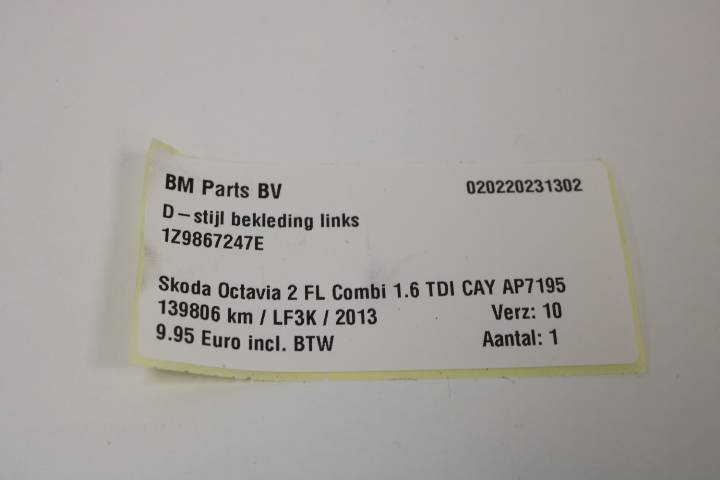 BM Parts BV 020220231302
D-stijl bekleding links
1Z9867247E
Skoda Octavia 2 FL Combi 1.6 TDI CAY AP7195
139806 km / LF3K / 2013 Verz: 10
9.95 Euro incl. BTW Aantal: 1